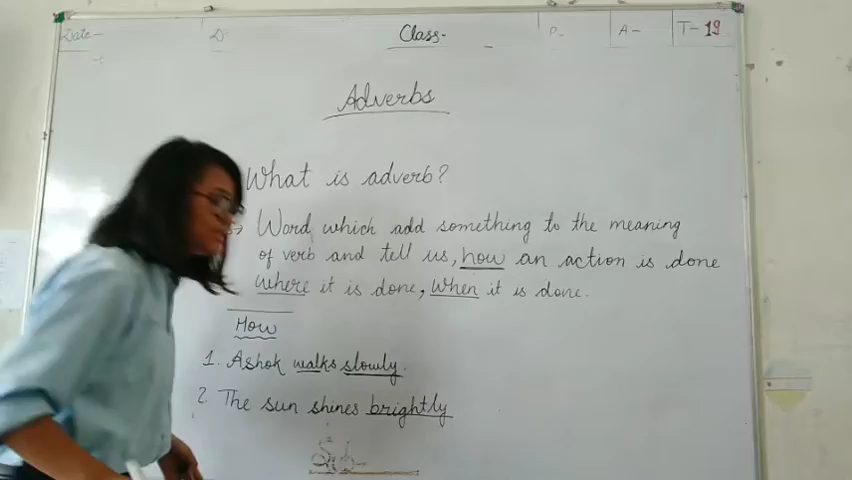 Date- D- Class- P- A- T-19
Adverbs
What is adverb?
Word which add something to the meaning
of verb and tell us, how an action is done
where it is done, When it is done.
How
1. Ashok walks slowly.
2. The sun shines brightly